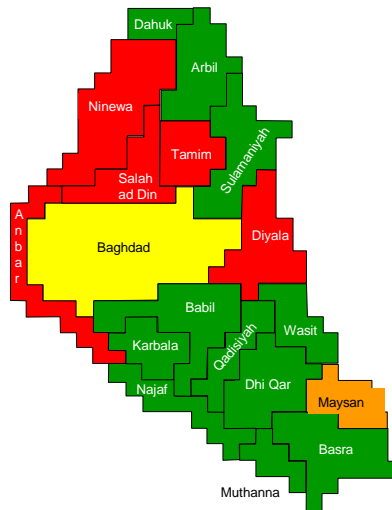 Dahuk
Arbil
Ninewa
Tamim
Sulamaniyah
Salah
ad Din
Anbar
Diyala
Baghdad
Babil
Wasit
Karbala
Qadisiyah
Najaf
Dhi Qar
Maysan
Basra
Muthanna